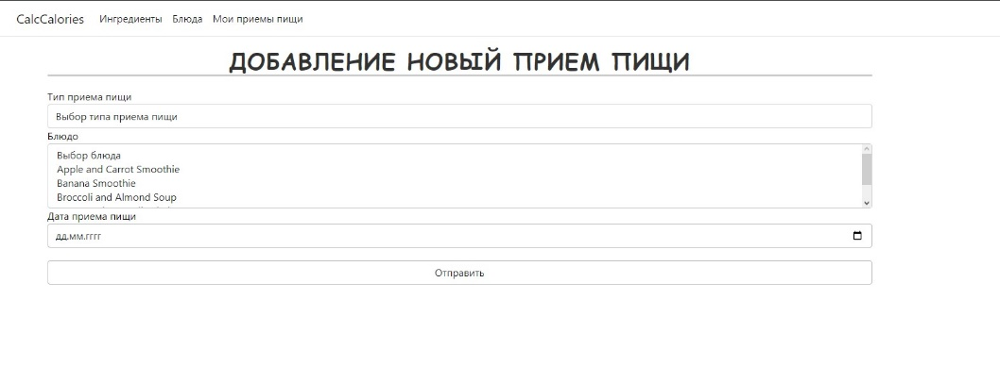 CalcCalories Ингредиенты Блюда Мои приемы пищи
ДОБАВЛЕНИЕ НОВЫЙ ПРИЕМ ПИЩИ
Тип приема пищи
Выбор типа приема пищи
Блюдо
Выбор блюда
Apple and Carrot Smoothie
Banana Smoothie
Broccoli and Almond Soup
Дата приема пищи
дд.мм.гггг
Отправить